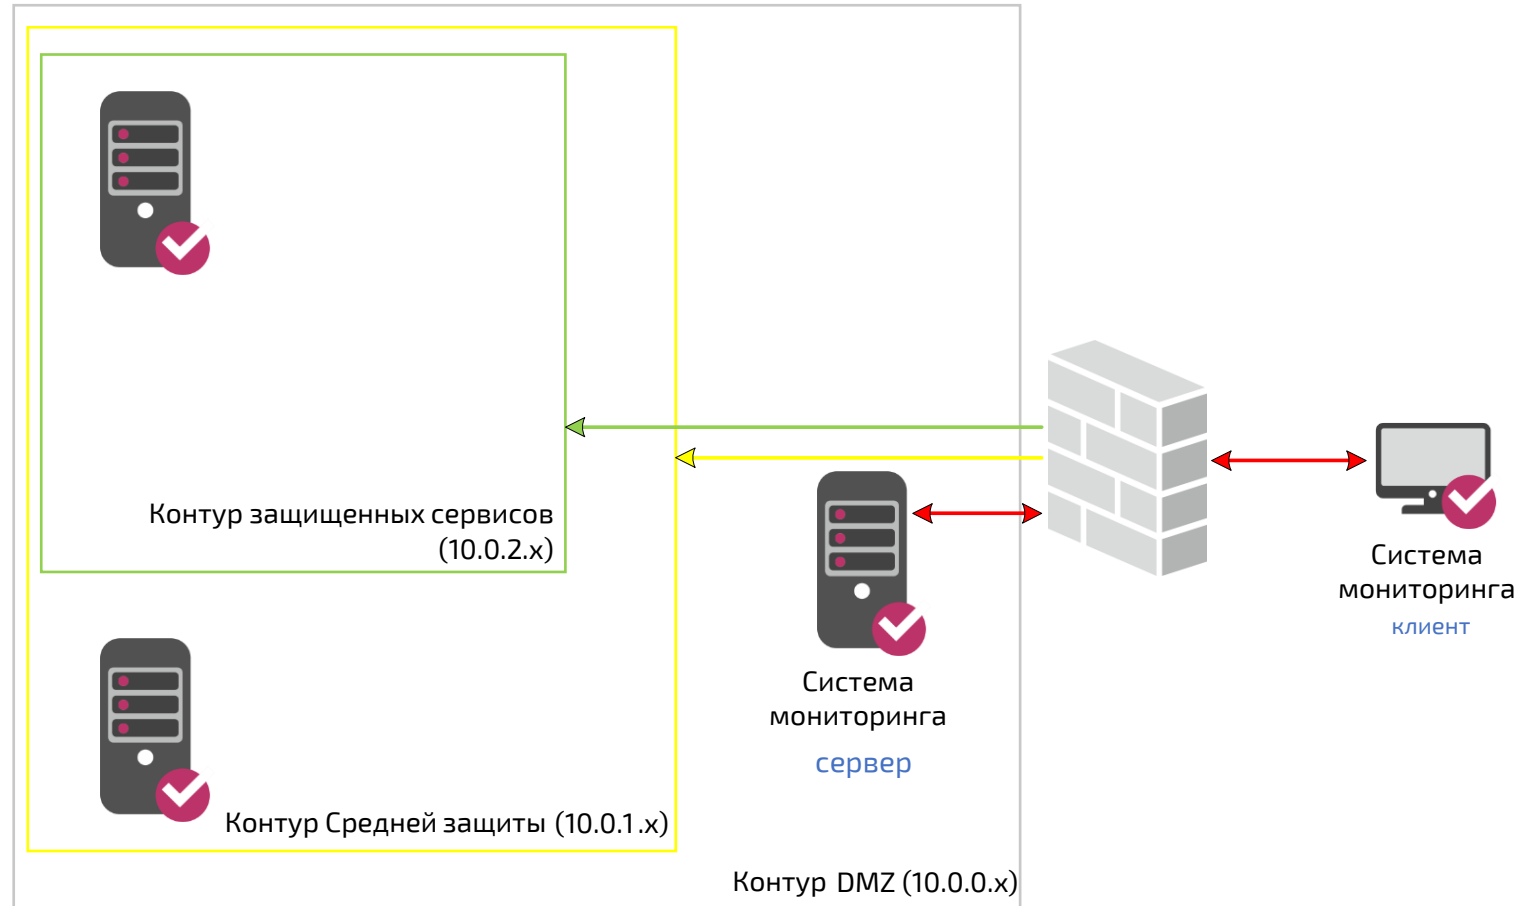 Контур защищенных сервисов
(10.0.2.x)
Система
мониторинга
клиент
Система
мониторинга
сервер
Контур Средней защиты (10.0.1.x)
Контур DMZ (10.0.0.x)